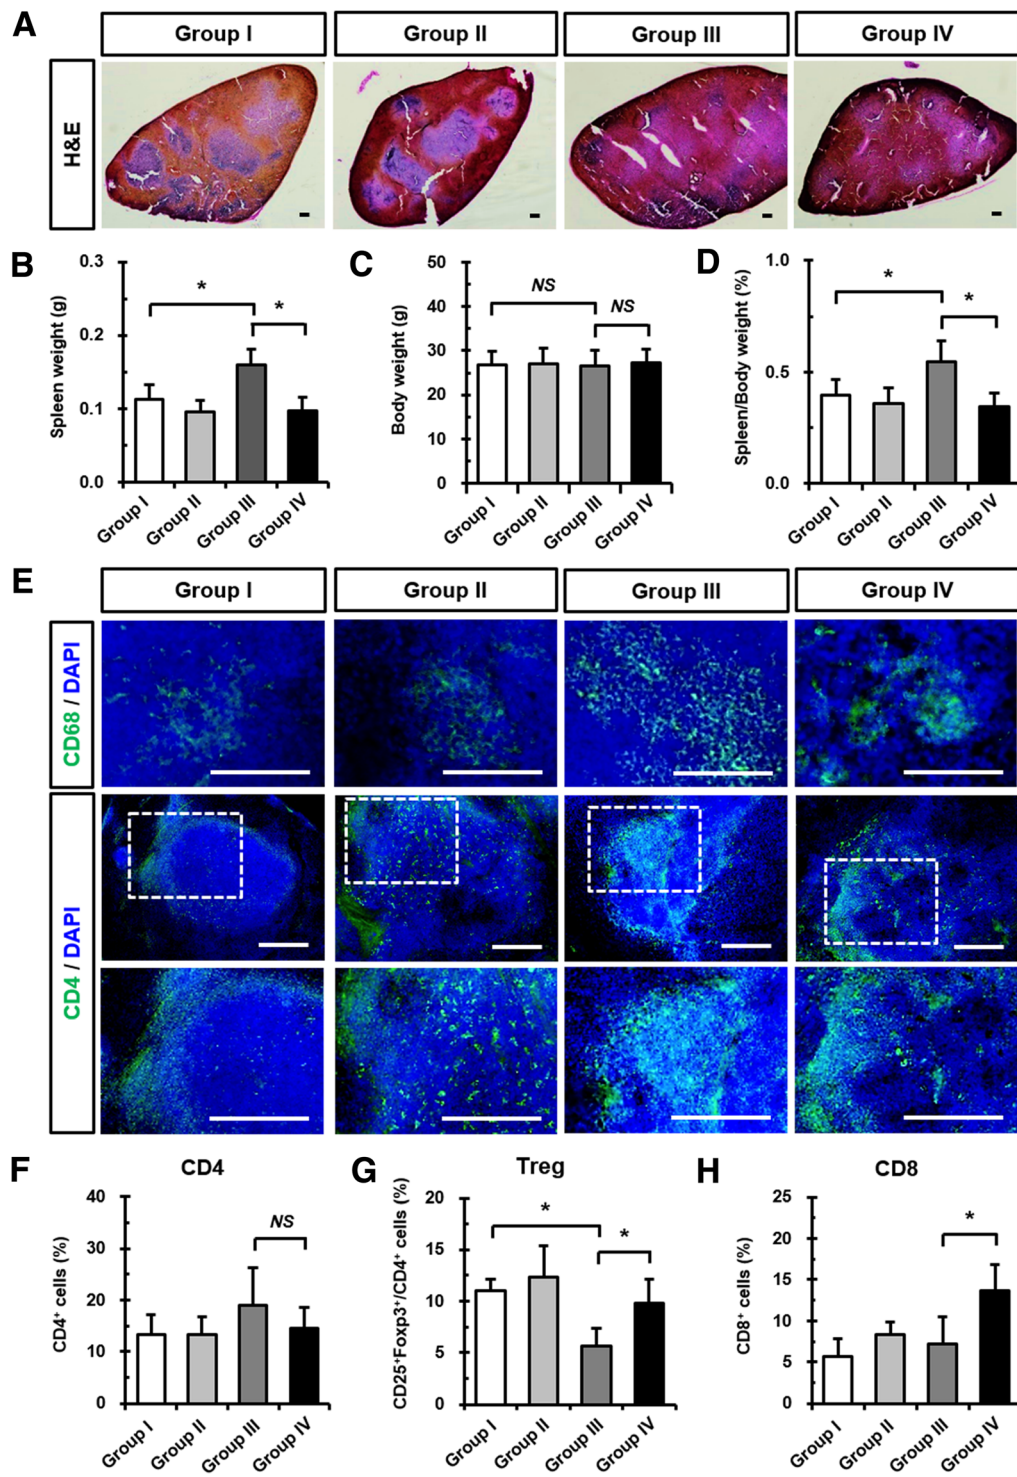 A
Group I
Group II
Group III
Group IV
H&E
B
Spleen weight (g)
0.3
0.2
0.1
0.0
*
*
Group I
Group II
Group III
Group IV
C
Body weight (g)
50
40
30
20
10
0
NS
NS
Group I
Group II
Group III
Group IV
D
Spleen/Body weight (%)
1.0
0.5
0.0
*
*
Group I
Group II
Group III
Group IV
E
Group I
Group II
Group III
Group IV
CD68 / DAPI
CD4 / DAPI
F
CD4
CD4⁺ cells (%)
40
30
20
10
0
NS
Group I
Group II
Group III
Group IV
G
Treg
CD25⁺Foxp3⁺/CD4⁺ cells (%)
20
15
10
5
0
*
*
Group I
Group II
Group III
Group IV
H
CD8
CD8⁺ cells (%)
25
20
15
10
5
0
*
Group I
Group II
Group III
Group IV